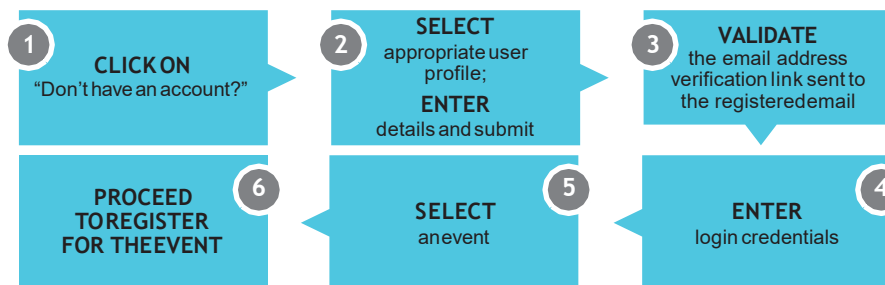 1
CLICK ON
“Don’t have an account?”
2
SELECT
appropriate user
profile;
ENTER
details and submit
3
VALIDATE
the email address
verification link sent to
the registeredemail
4
ENTER
login credentials
5
SELECT
anevent
6
PROCEED
TOREGISTER
FOR THEEVENT